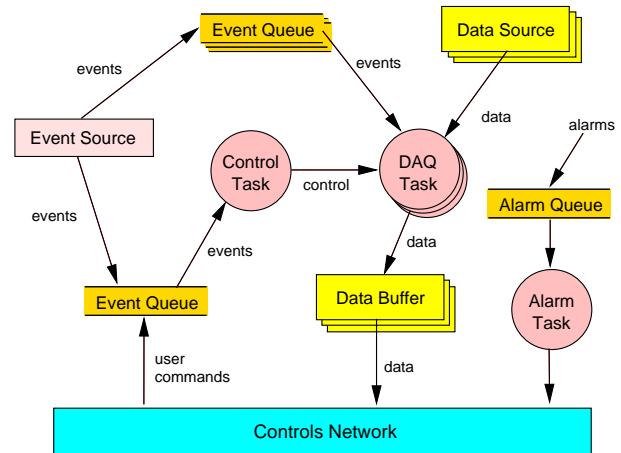 Event Queue
Data Source
events
events
data
alarms
Event Source
Control
Task
control
DAQ
Task
Alarm Queue
events
events
data
Event Queue
Data Buffer
Alarm
Task
user
commands
data
Controls Network